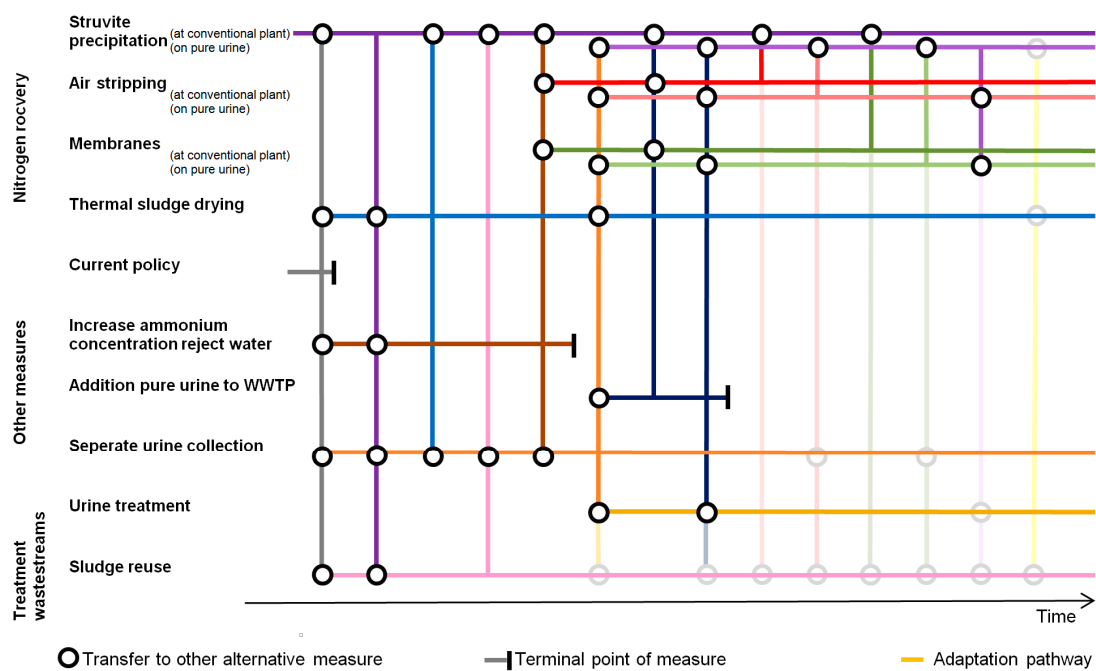 Nitrogen rocvery
Struvite
precipitation (at conventional plant)
(on pure urine)
Air stripping
(at conventional plant)
(on pure urine)
Membranes
(at conventional plant)
(on pure urine)
Thermal sludge drying
Current policy
Other measures
Increase ammonium
concentration reject water
Addition pure urine to WWTP
Seperate urine collection
Treatment
wastestreams
Urine treatment
Sludge reuse
Time
Transfer to other alternative measure
Terminal point of measure
Adaptation pathway